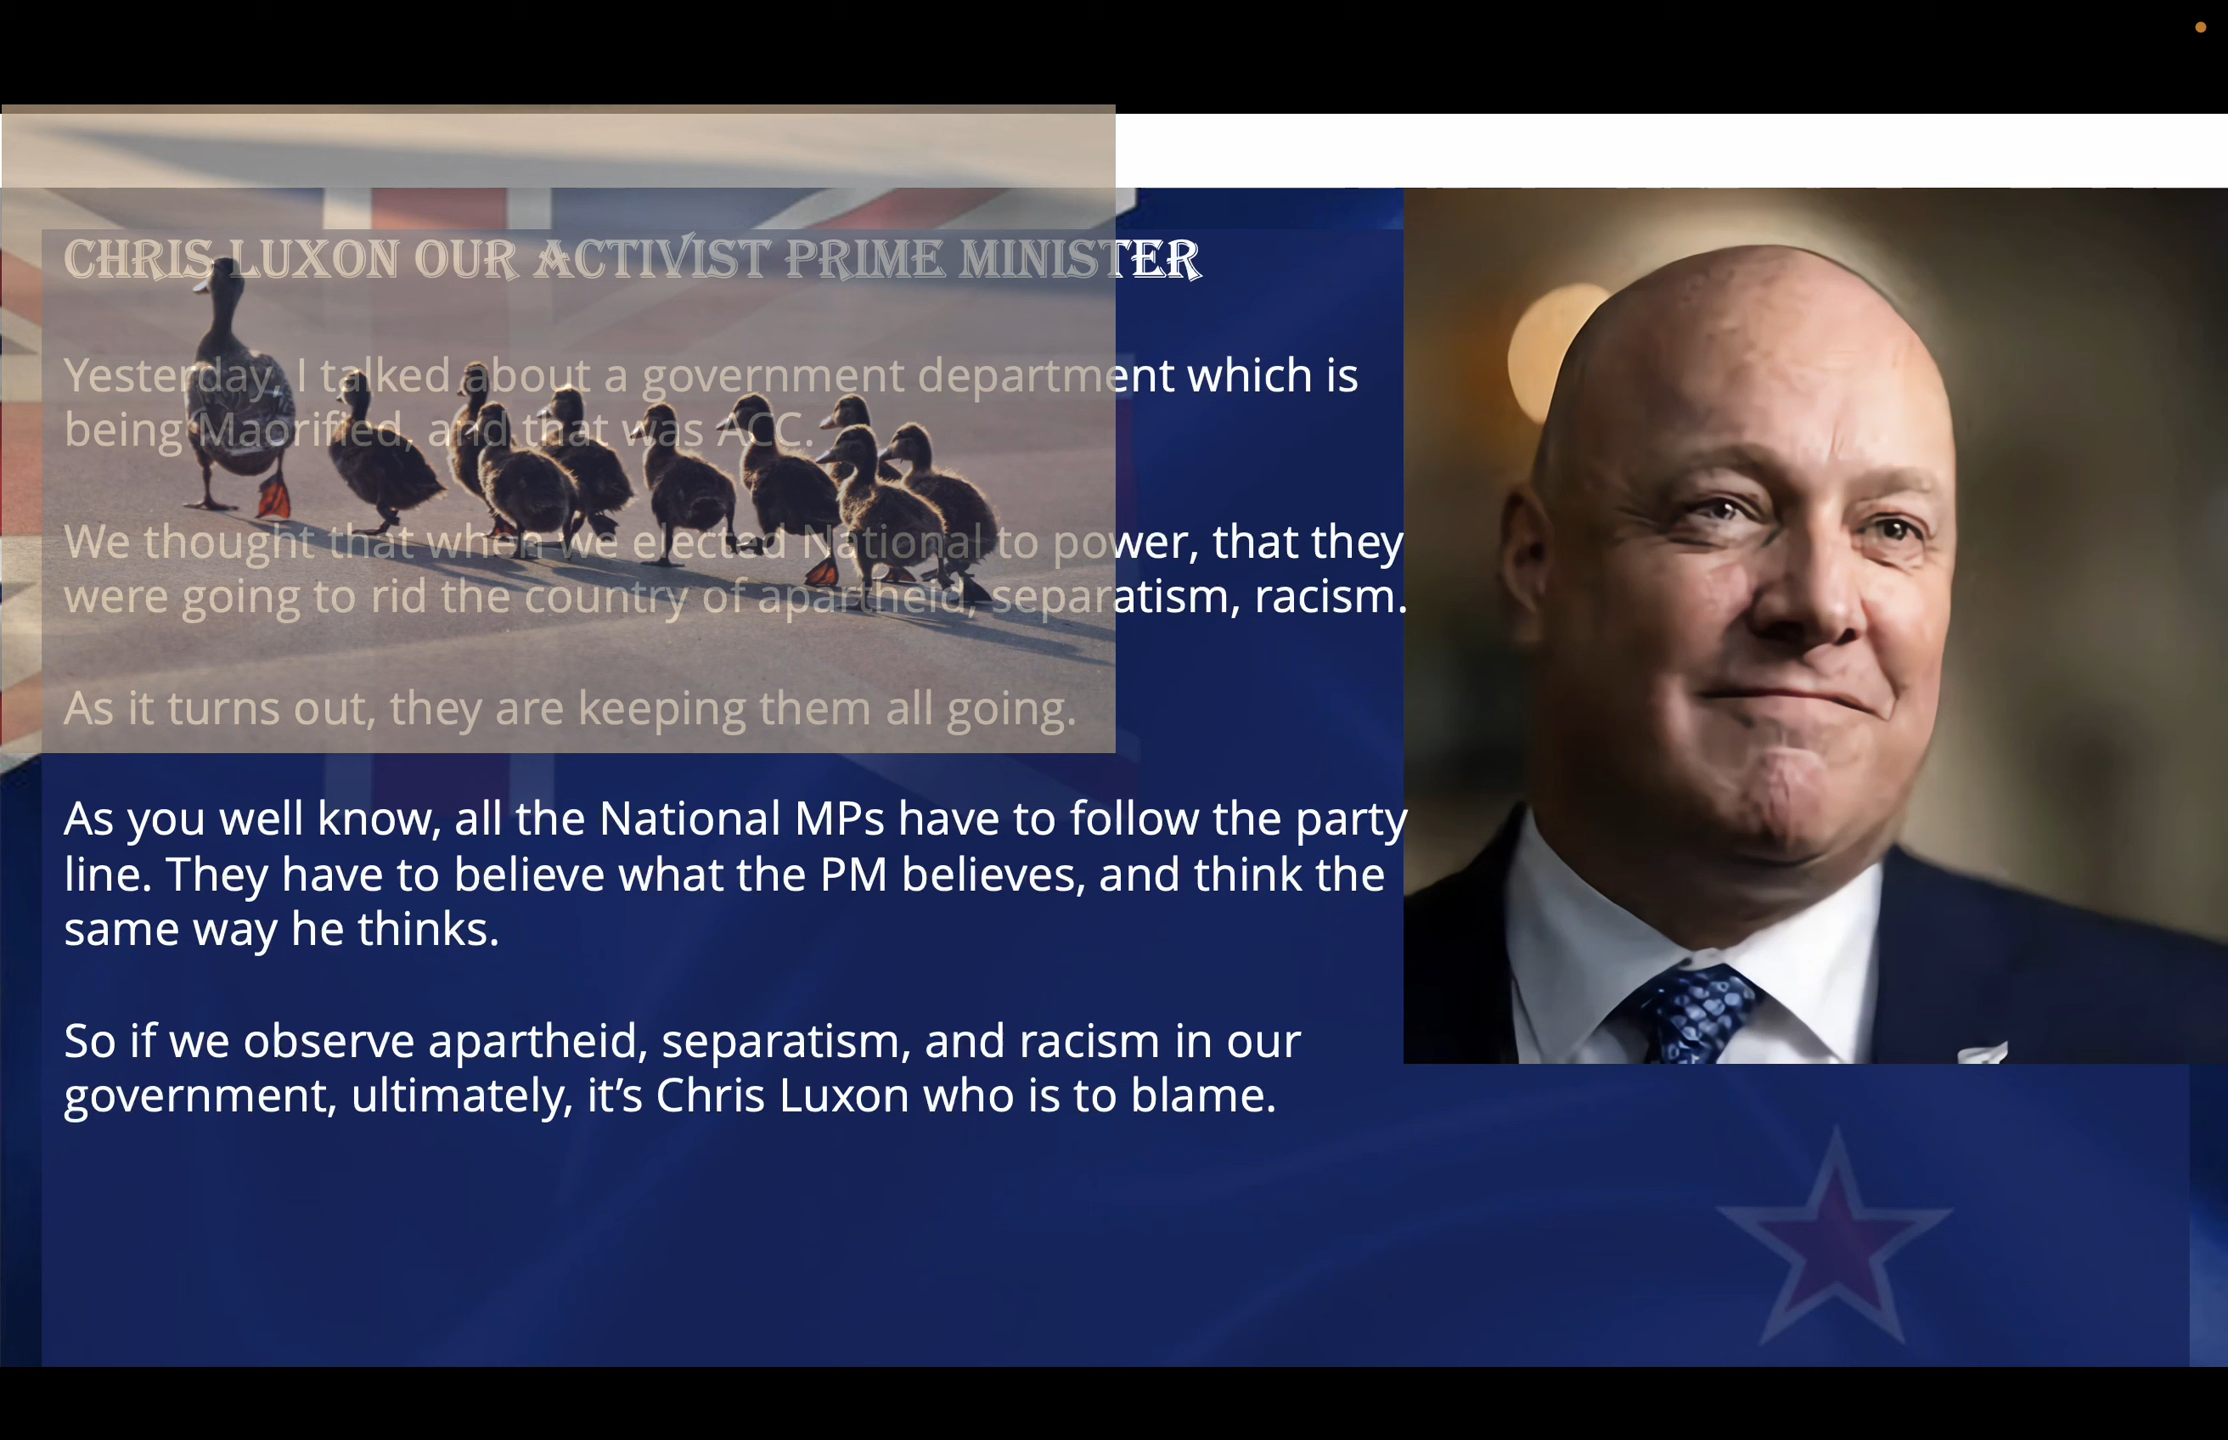 CHRIS LUXON OUR ACTIVIST PRIME MINISTER
Yesterday, I talked about a government department which is
being Maorified, and that was ACC.
We thought that when we elected National to power, that they
were going to rid the country of apartheid, separatism, racism.
As it turns out, they are keeping them all going.
As you well know, all the National MPs have to follow the party
line. They have to believe what the PM believes, and think the
same way he thinks.
So if we observe apartheid, separatism, and racism in our
government, ultimately, it’s Chris Luxon who is to blame.